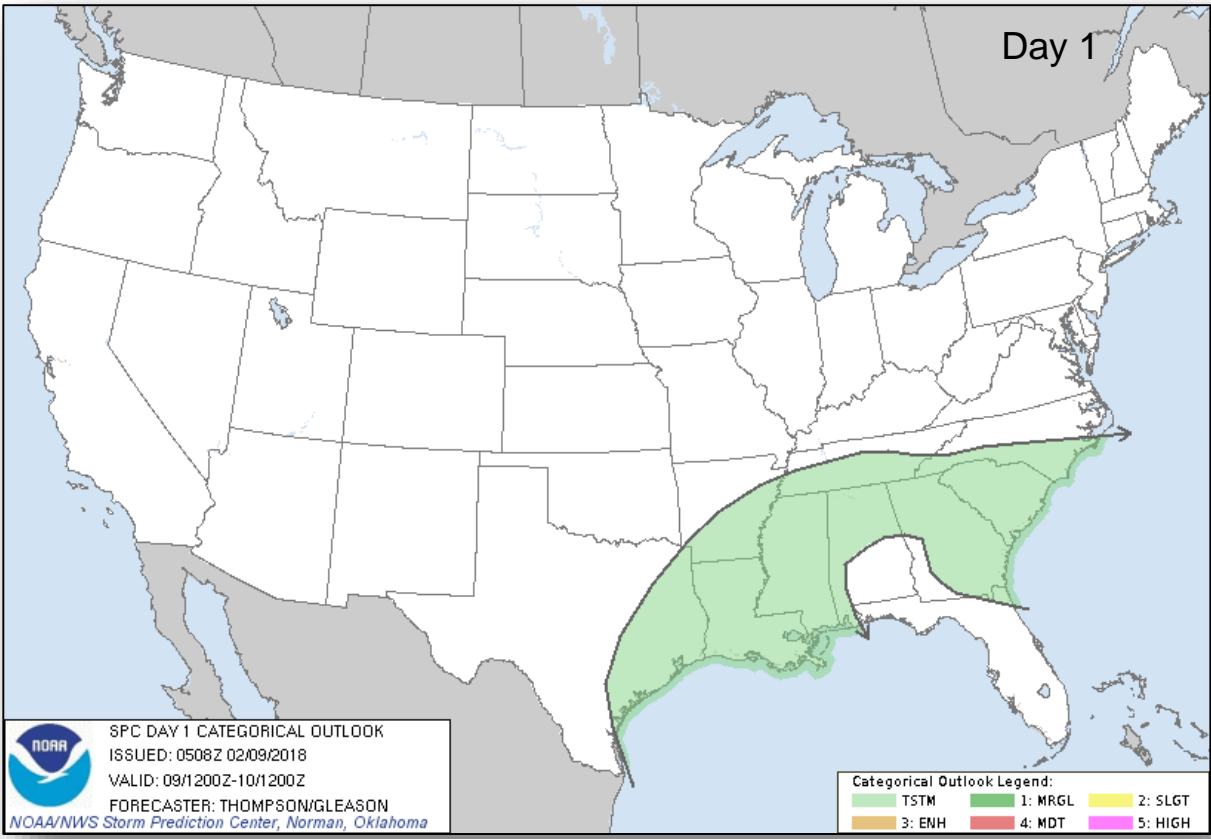 Day 1
NOAA
SPC DAY 1 CATEGORICAL OUTLOOK
ISSUED: 0508Z 02/09/2018
VALID: 09/1200Z-10/1200Z
FORECASTER: THOMPSON/GLEASON
NOAA/NWS Storm Prediction Center, Norman, Oklahoma
Categorical Outlook Legend:
TSTM 1: MRGL 2: SLGT
3: ENH 4: MDT 5: HIGH